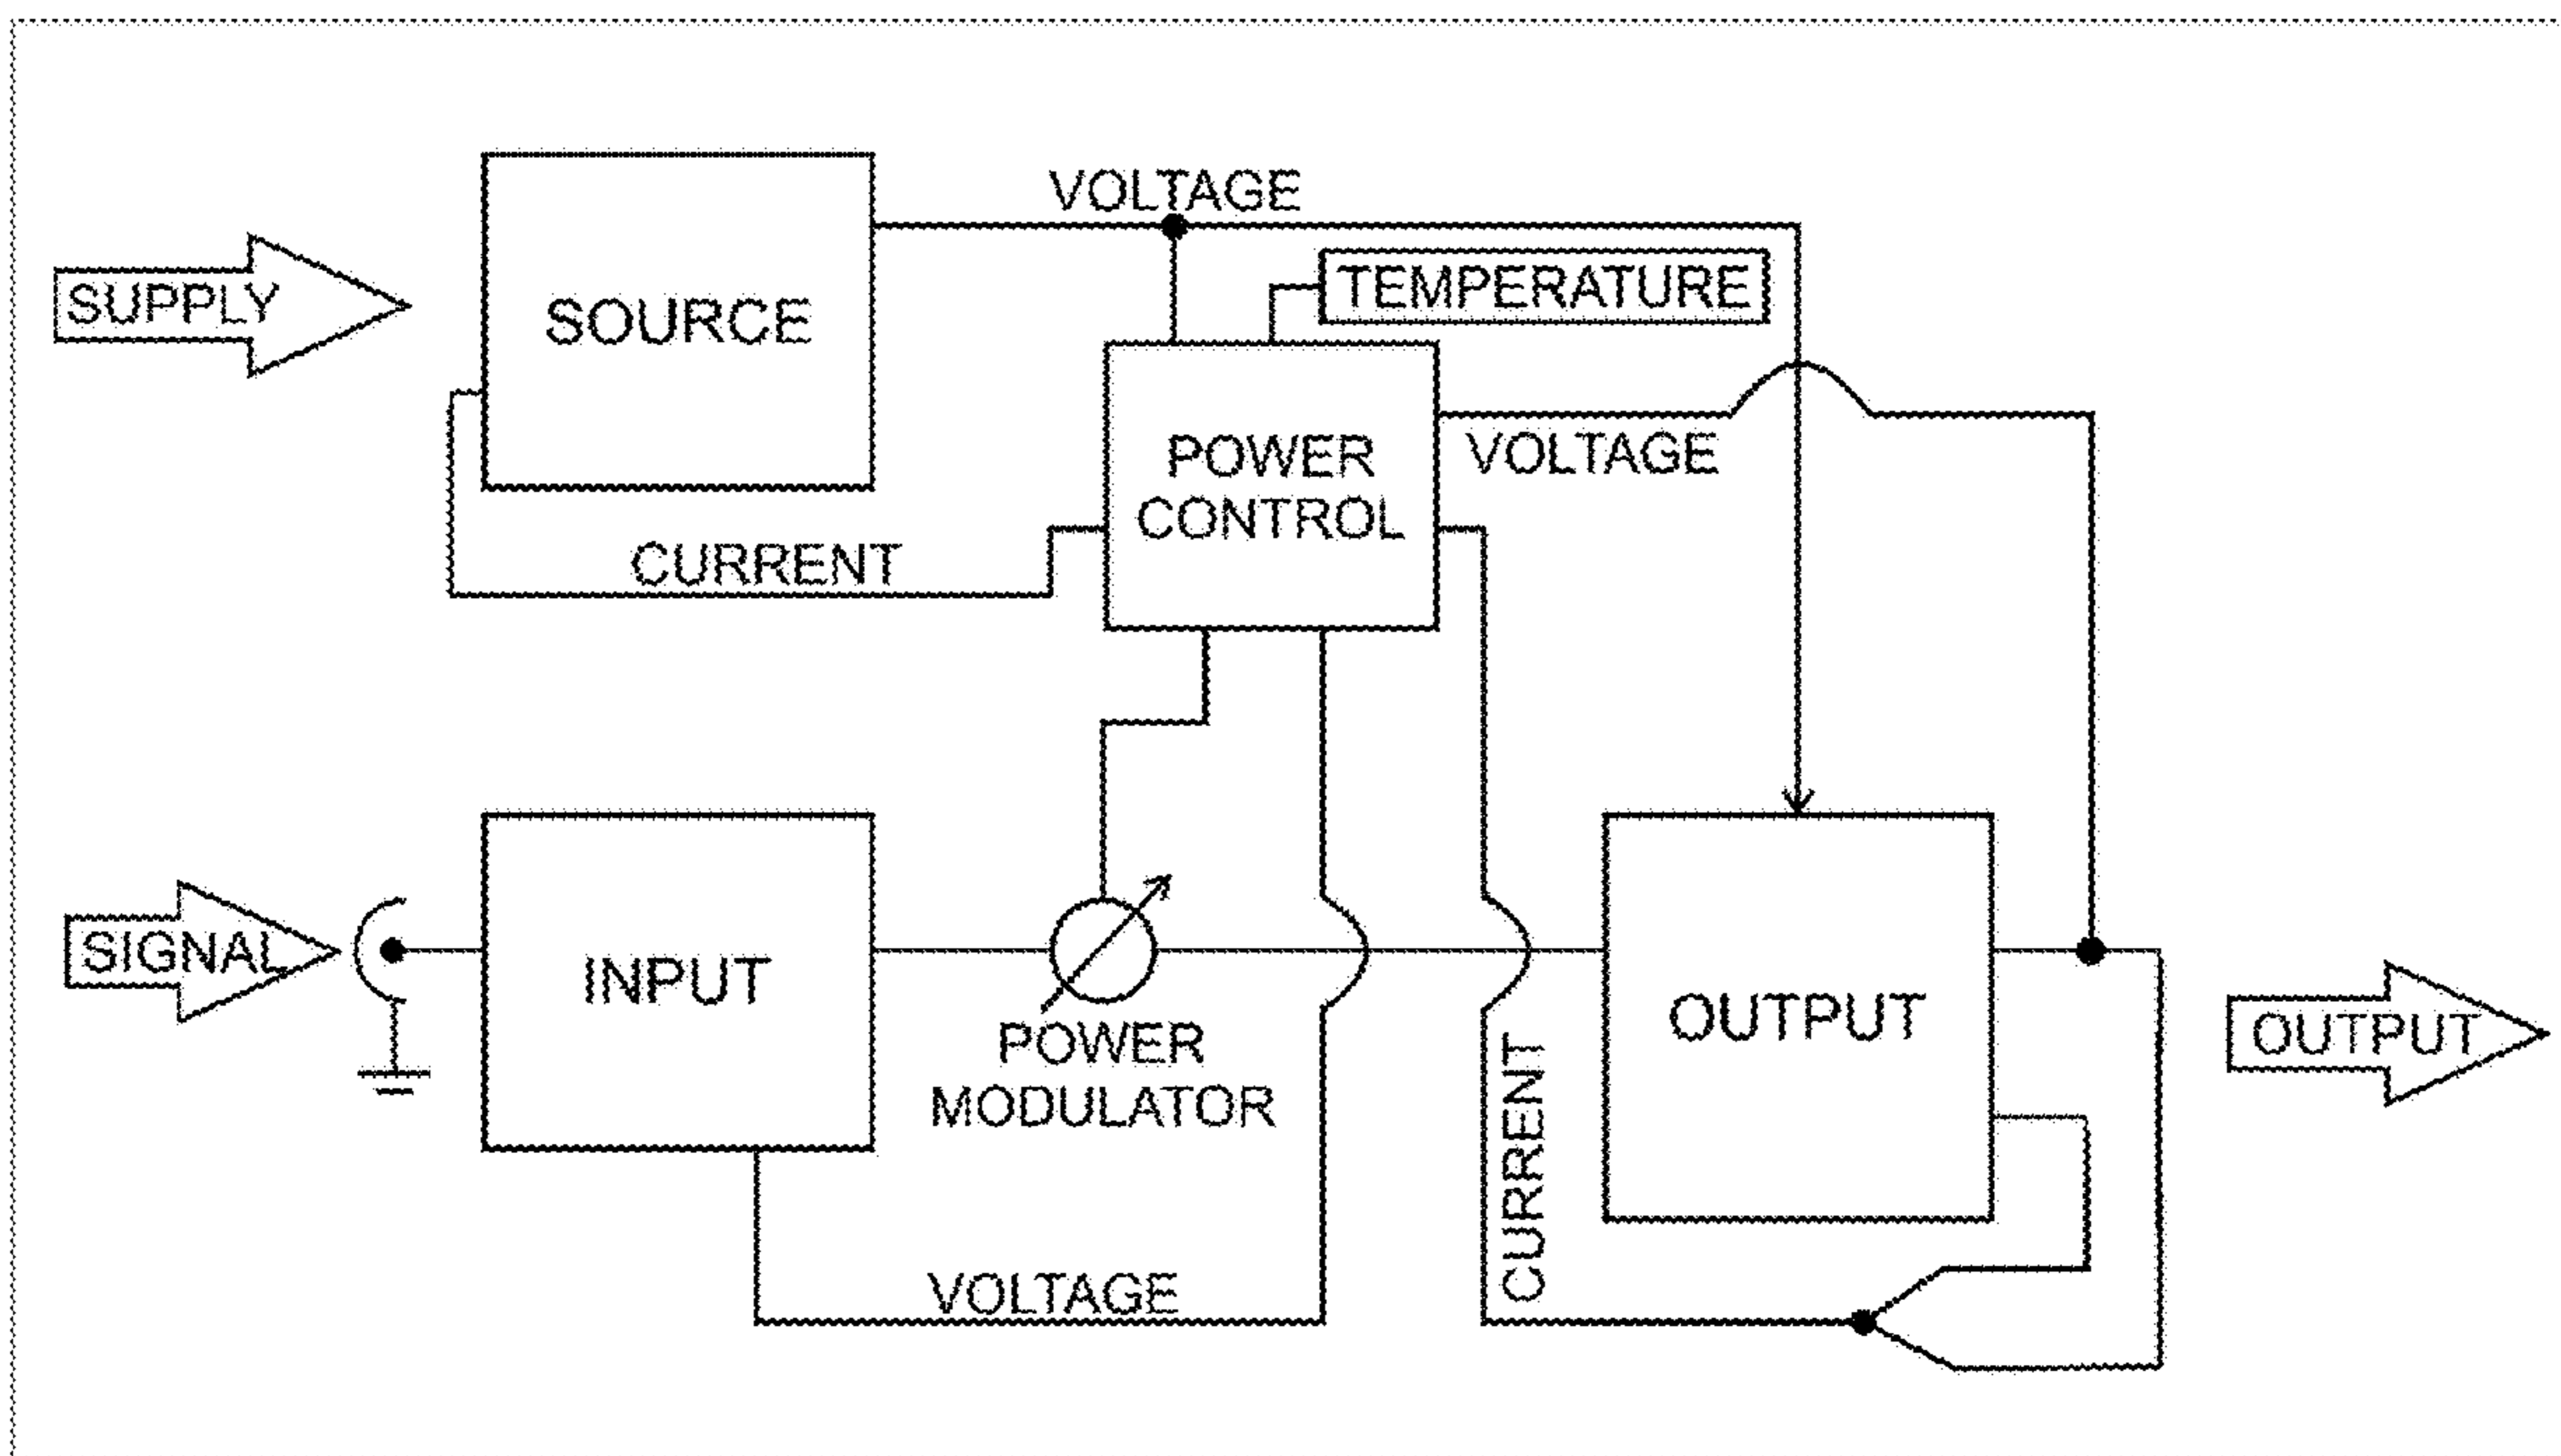 VOLTAGE
SUPPLY
SOURCE
TEMPERATURE
POWER
CONTROL
VOLTAGE
CURRENT
SIGNAL
INPUT
POWER
MODULATOR
OUTPUT
OUTPUT
CURRENT
VOLTAGE